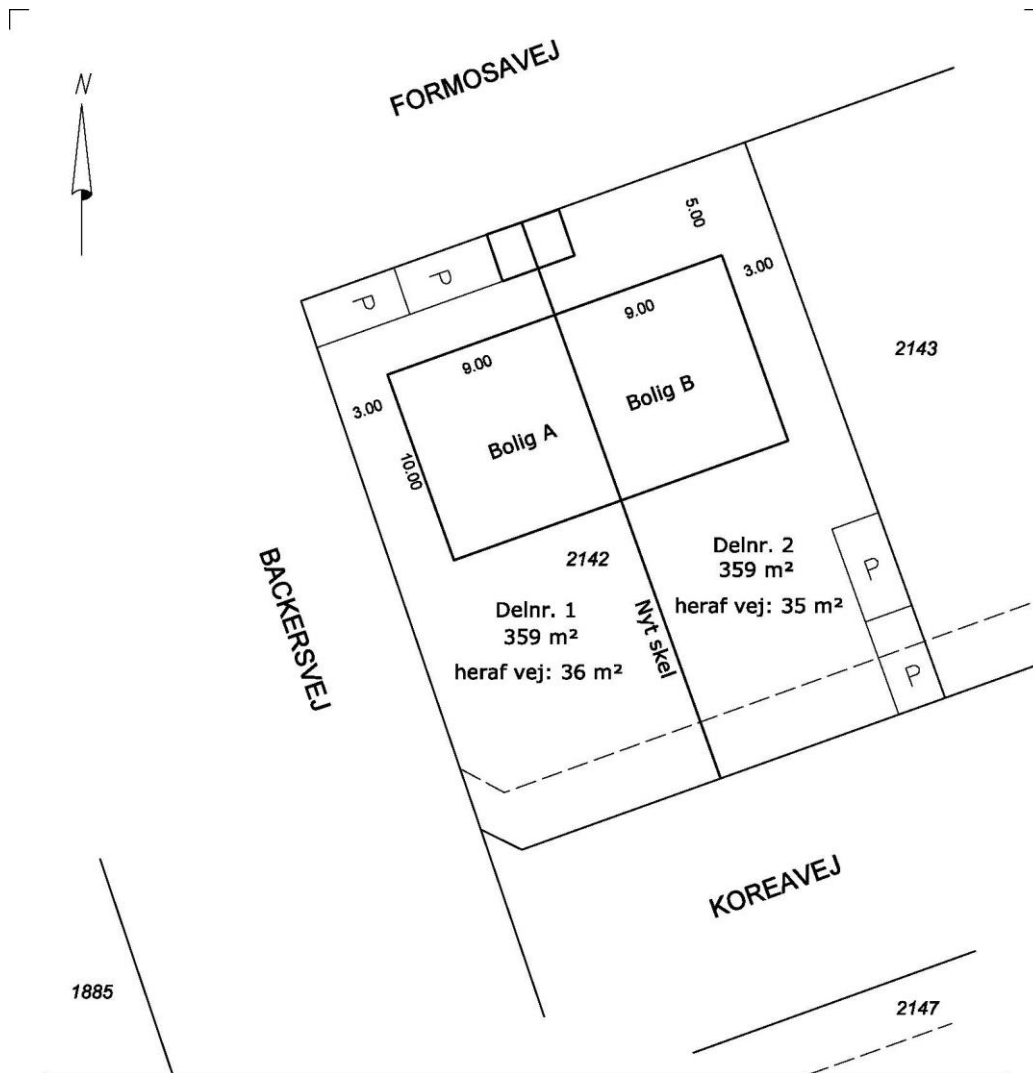 FORMOSAVEJ
N
5.00
3.00
P
P
9.00
9.00
2143
3.00
Bolig B
Bolig A
10.00
2142
Delnr. 2
359 m²
heraf vej: 35 m²
P
BACKERSVEJ
Delnr. 1
359 m²
heraf vej: 36 m²
Nyt skel
P
KOREAVEJ
1885
2147